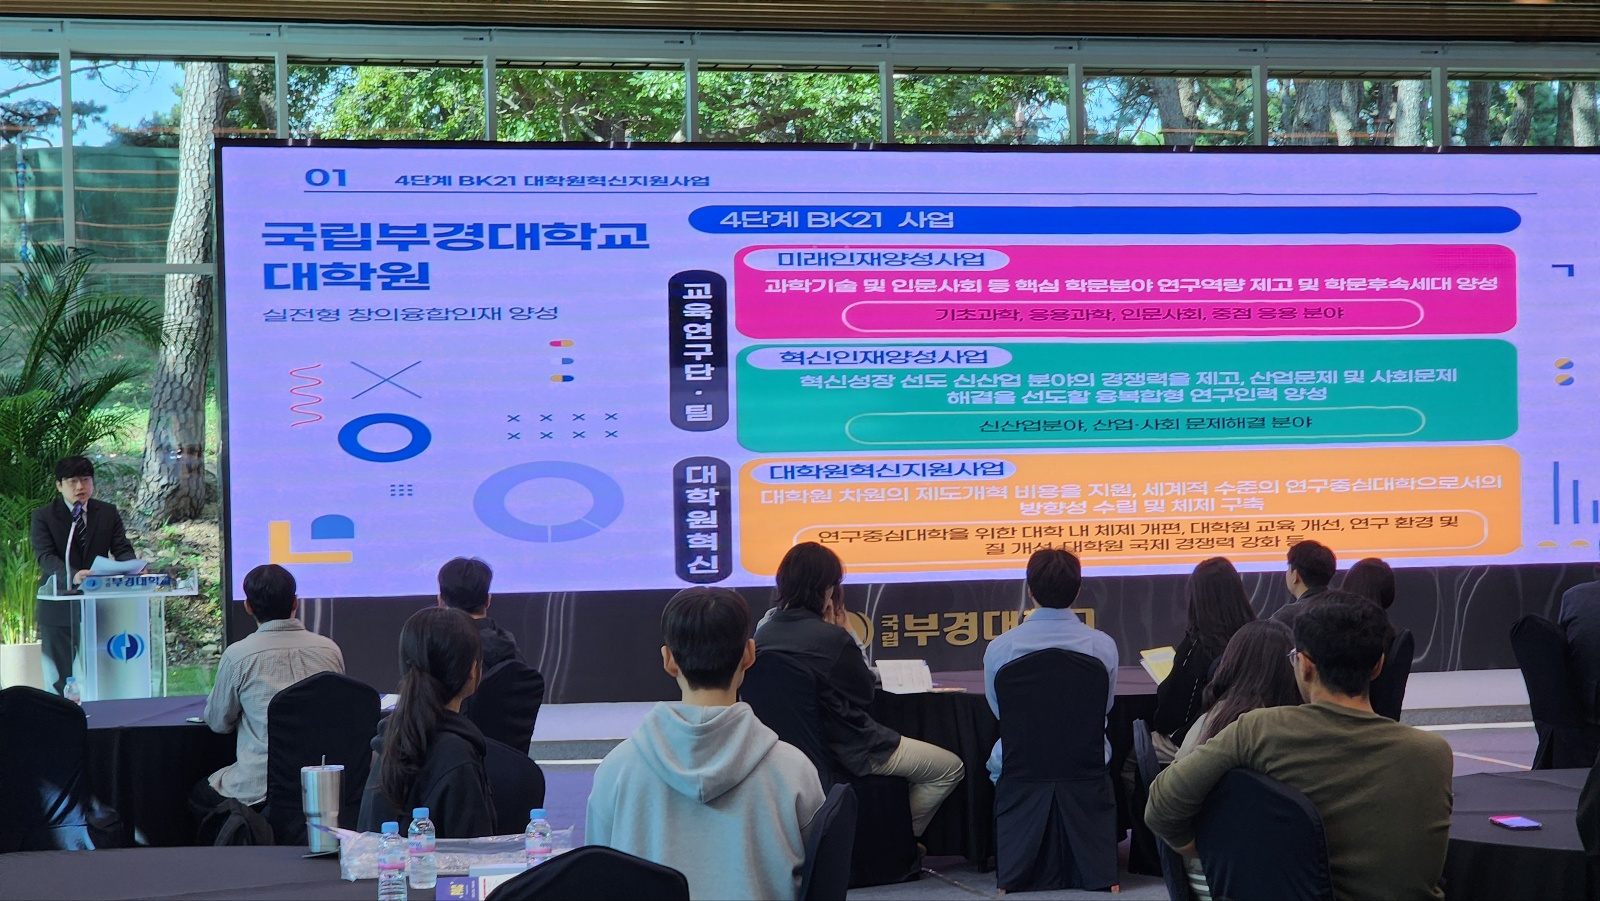 01 4단계 BK21 대학원혁신지원사업
국립부경대학교
대학원
실전형 창의융합인재 양성
4단계 BK21 사업
교육연구단·팀
미래인재양성사업
과학기술 및 인문사회 등 핵심 학문분야 연구역량 제고 및 학문후속세대 양성
기초과학, 응용과학, 인문사회, 중점 응용 분야
혁신인재양성사업
혁신성장 선도 신산업 분야의 경쟁력을 제고, 산업문제 및 사회문제
해결을 선도할 융복합형 연구인력 양성
신산업분야, 산업·사회 문제해결 분야
대학원혁신
대학원혁신지원사업
대학원 차원의 제도개혁 비용을 지원, 세계적 수준의 연구중심대학으로서의
방향성 수립 및 체제 구축
연구중심대학을 위한 대학 내 체제 개편, 대학원 교육 개선, 연구 환경 및
질 개선, 대학원 국제 경쟁력 강화 등
국립 부경대학교
부경대학교